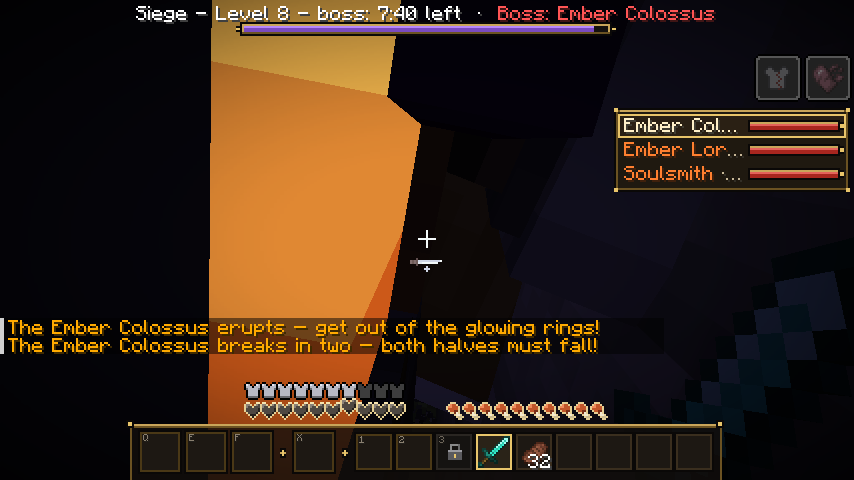 Siege – Level 8 – boss: 7:40 left · Boss: Ember Colossus
Ember Col...
Ember Lor...
Soulsmith ·...
The Ember Colossus erupts – get out of the glowing rings!
The Ember Colossus breaks in two – both halves must fall!
Q E F X 1 2 3
32